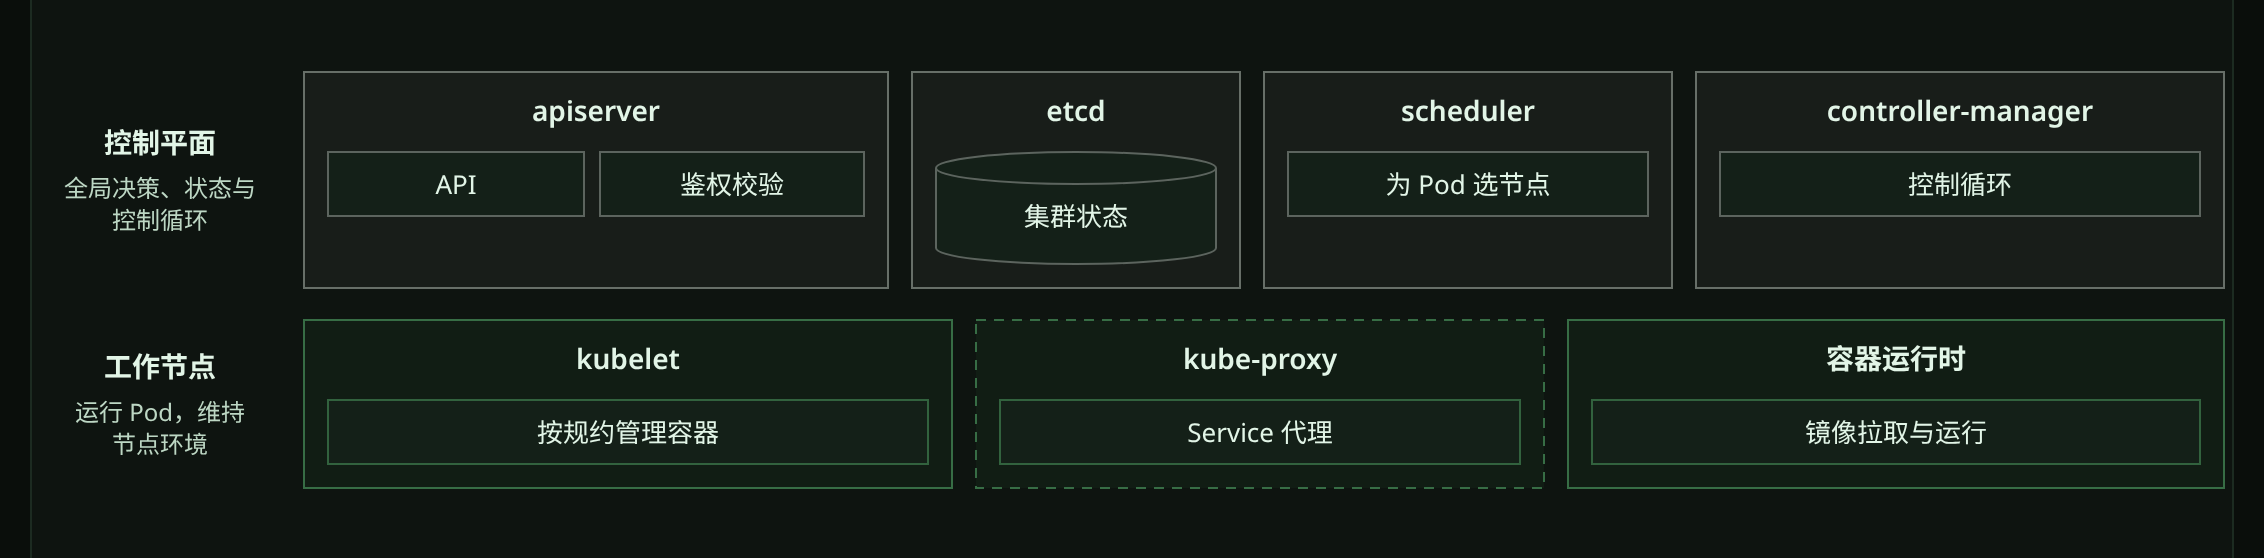 控制平面
全局决策、状态与
控制循环
apiserver
API
鉴权校验
etcd
集群状态
scheduler
为 Pod 选节点
controller-manager
控制循环
工作节点
运行 Pod，维持
节点环境
kubelet
按规约管理容器
kube-proxy
Service 代理
容器运行时
镜像拉取与运行